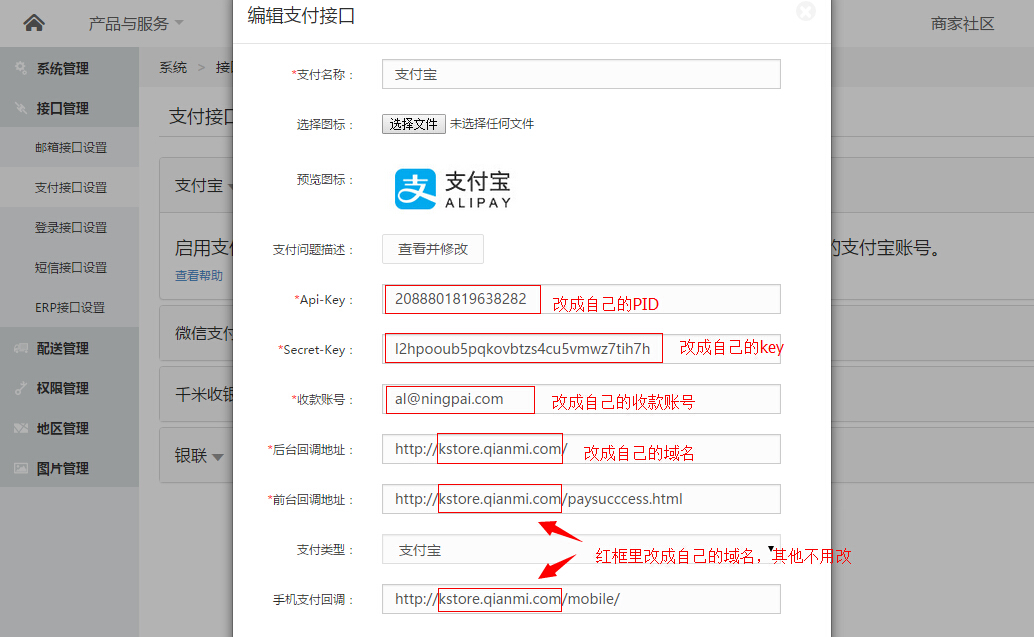 编辑支付接口
产品与服务
商家社区
系统管理
系统 > 接
接口管理
支付接口
邮箱接口设置
支付接口设置
登录接口设置
短信接口设置
ERP接口设置
配送管理
权限管理
地区管理
图片管理
支付宝
启用支
的支付宝账号。
查看帮助
微信支付
千米收银
银联
*支付名称： 支付宝
选择图标： 选择文件 未选择任何文件
预览图标： 支付宝
ALIPAY
支付问题描述： 查看并修改
*Api-Key： 2088801819638282 改成自己的PID
*Secret-Key： l2hpooub5pqkovbtzs4cu5vmwz7tih7h 改成自己的key
*收款账号： al@ningpai.com 改成自己的收款账号
*后台回调地址： http://kstore.qianmi.com/ 改成自己的域名
*前台回调地址： http://kstore.qianmi.com/paysucccess.html
支付类型： 支付宝 红框里改成自己的域名，其他不用改
手机支付回调： http://kstore.qianmi.com/mobile/